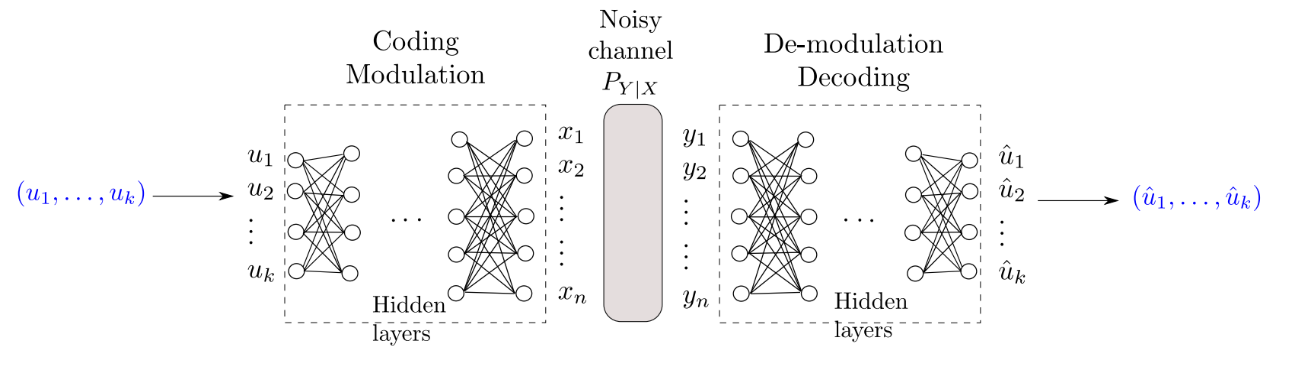 Coding
Modulation
Noisy
channel
P_{Y|X}
De-modulation
Decoding
(u_1, . . . , u_k)
u_1
u_2
⋮
u_k
. . .
Hidden
layers
x_1
x_2
⋮
⋮
x_n
y_1
y_2
⋮
⋮
y_n
. . .
Hidden
layers
û_1
û_2
⋮
û_k
(û_1, . . . , û_k)